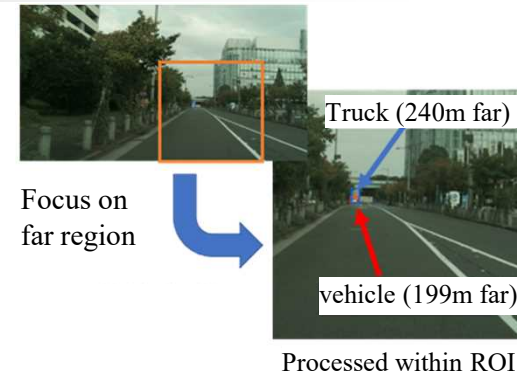 Truck (240m far)
Focus on
far region
vehicle (199m far)
Processed within ROI